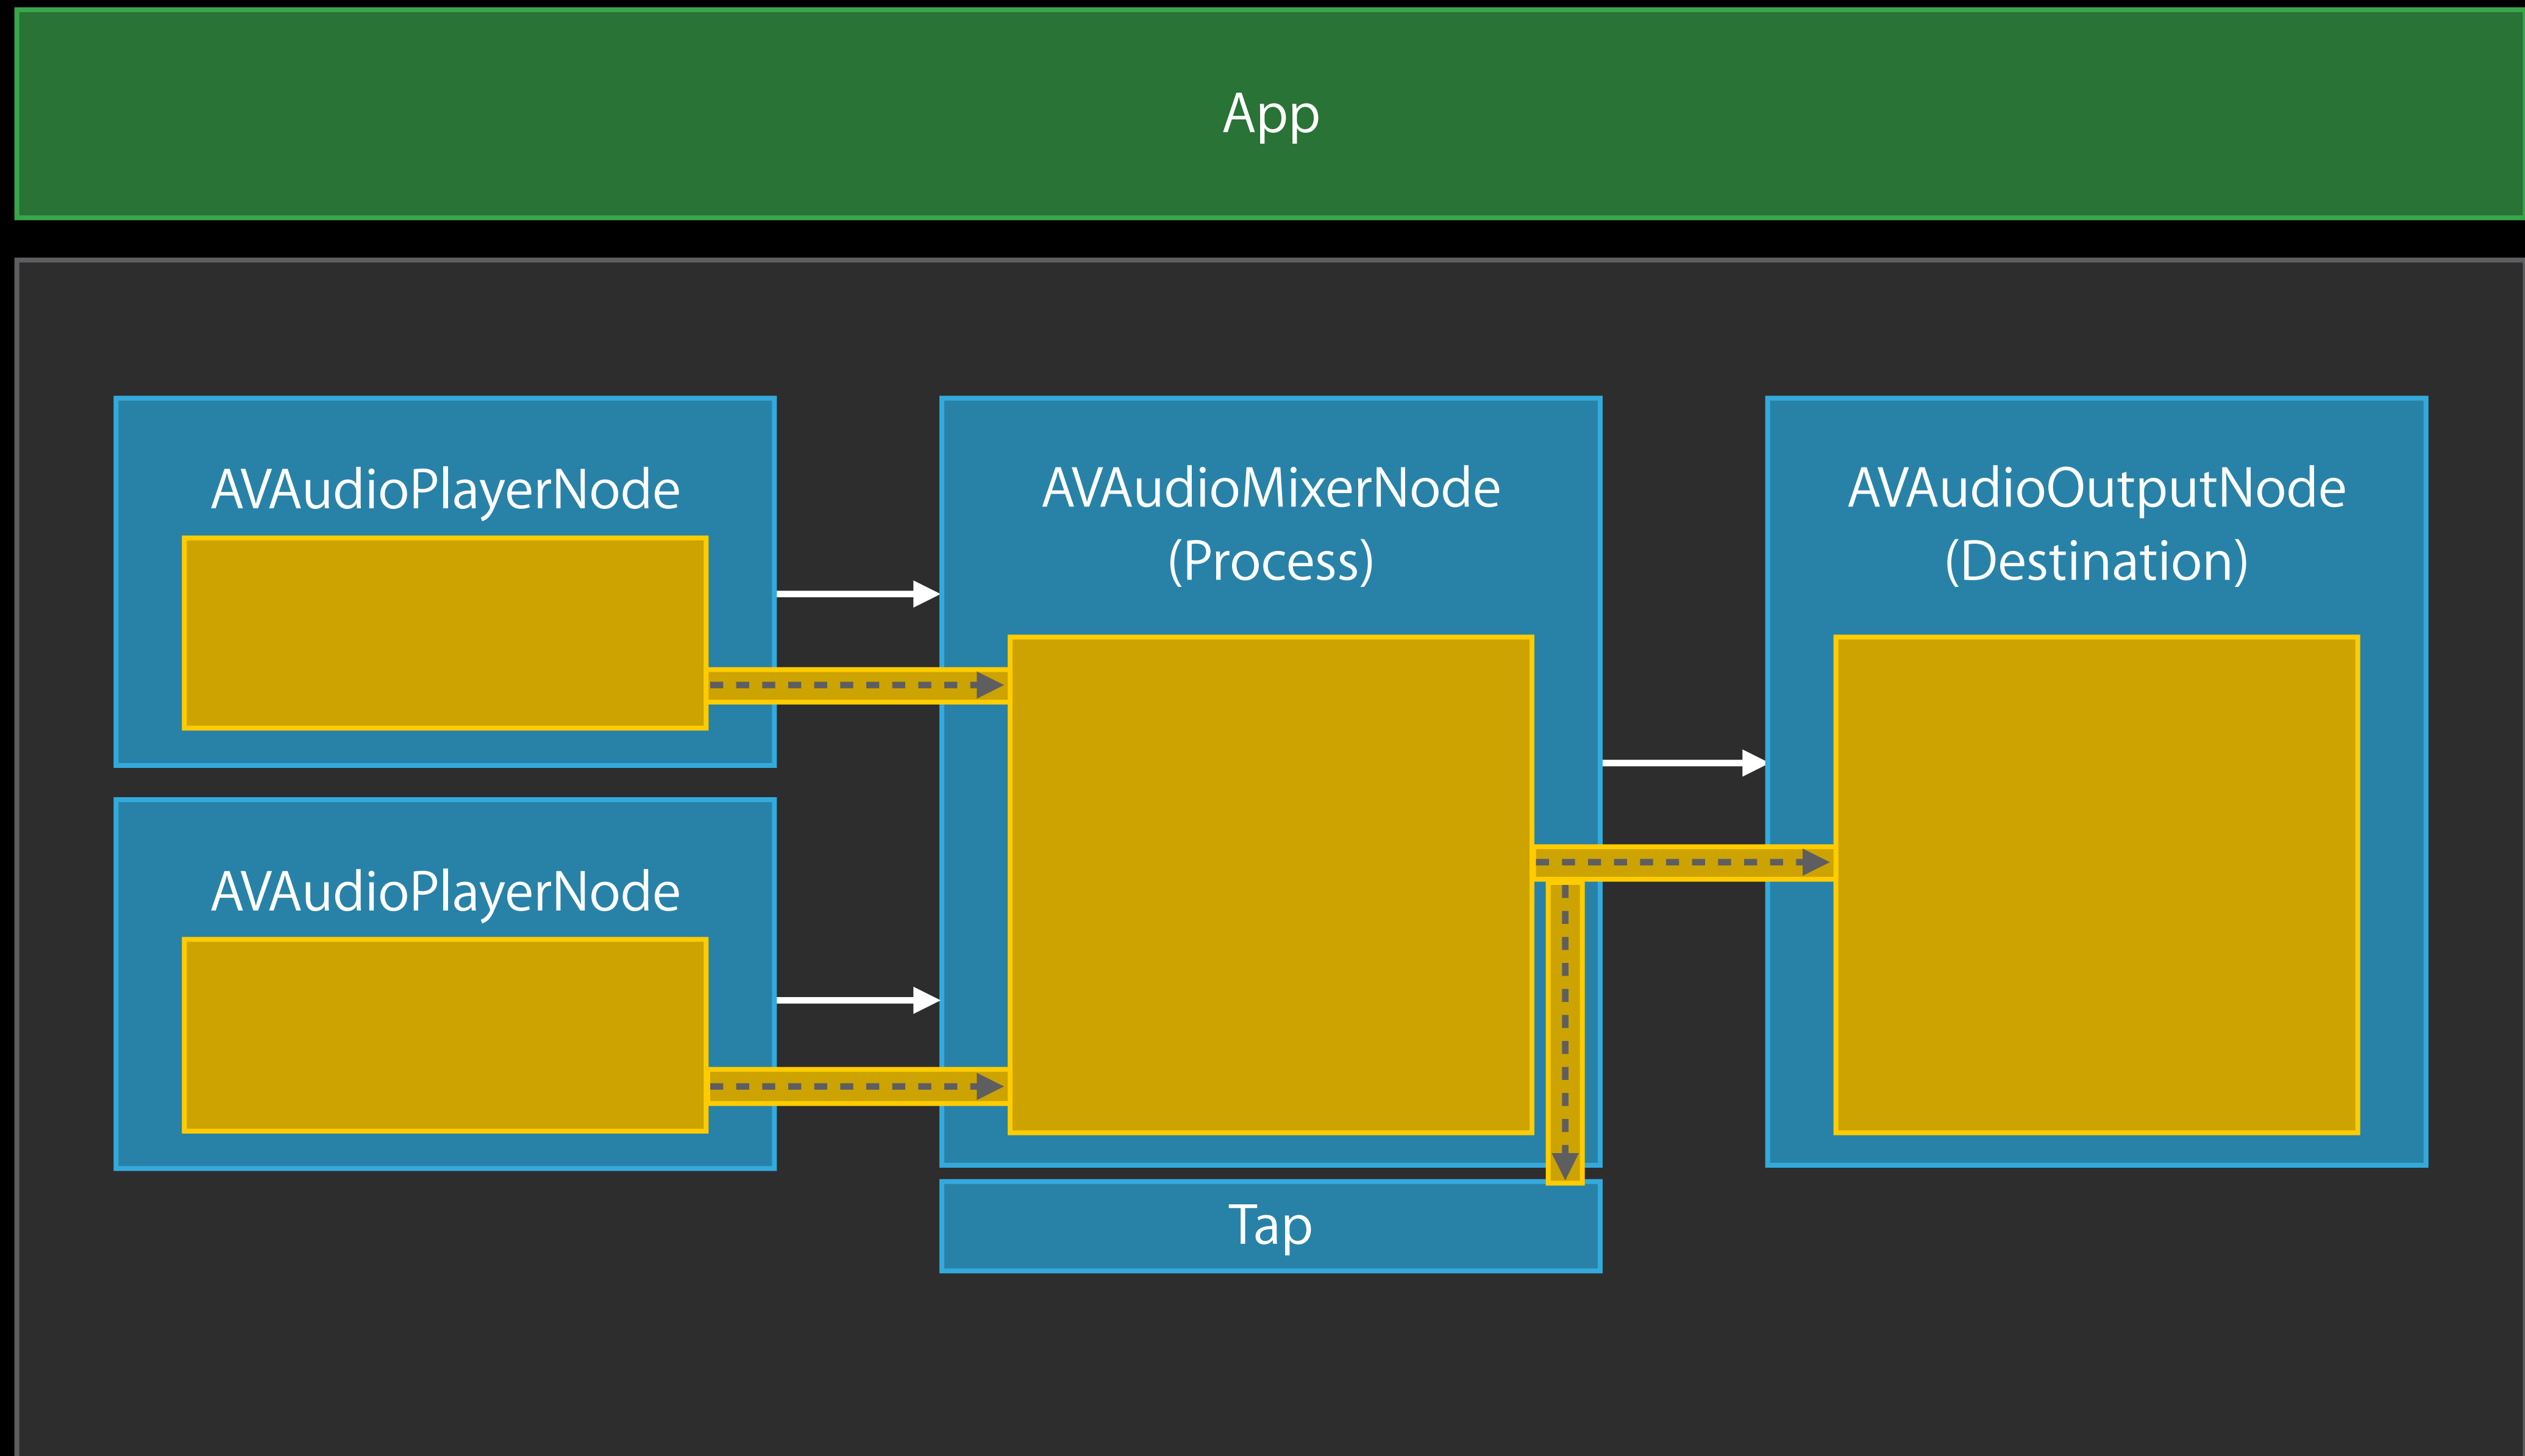 App
AVAudioPlayerNode
AVAudioMixerNode
(Process)
AVAudioOutputNode
(Destination)
AVAudioPlayerNode
Tap